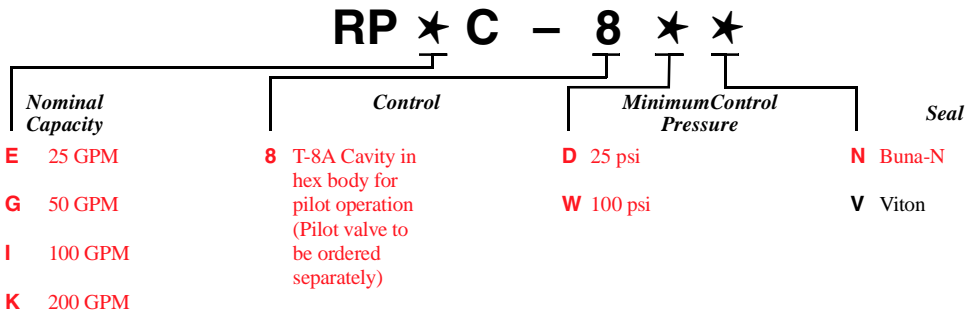 RP ✶ C – 8 ✶ ✶
Nominal
Capacity
E 25 GPM
G 50 GPM
I 100 GPM
K 200 GPM
Control
8 T-8A Cavity in
hex body for
pilot operation
(Pilot valve to
be ordered
separately)
MinimumControl
Pressure
D 25 psi
W 100 psi
Seal
N Buna-N
V Viton